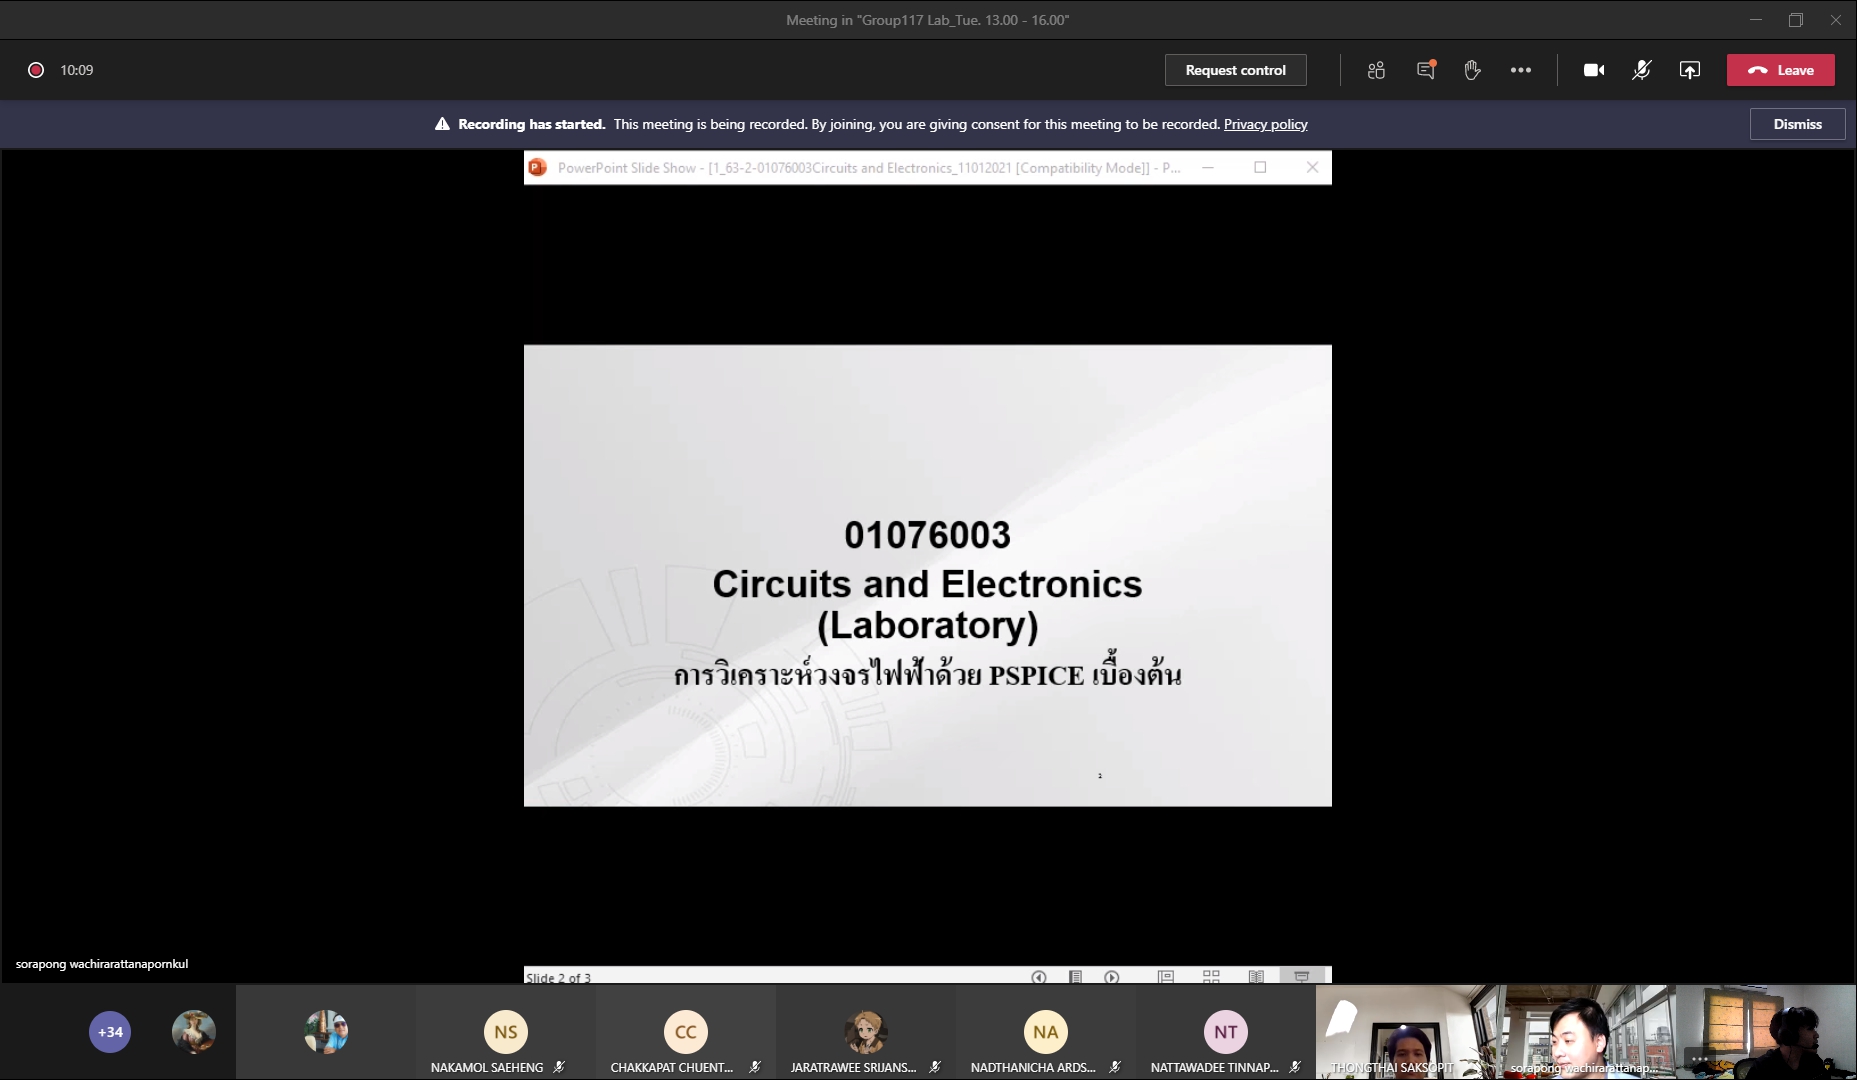 Meeting in "Group117 Lab_Tue. 13.00 - 16.00"
10:09
Request control
Leave
Recording has started. This meeting is being recorded. By joining, you are giving consent for this meeting to be recorded. Privacy policy
Dismiss
PowerPoint Slide Show - [1_63-2-01076003Circuits and Electronics_11012021 [Compatibility Mode]] - P...
01076003
Circuits and Electronics
(Laboratory)
การวิเคราะห์วงจรไฟฟ้าด้วย PSPICE เบื้องต้น
2
sorapong wachirarattanapornkul
Slide 2 of 3
+34
NS
CC
NA
NT
NAKAMOL SAEHENG
CHAKKAPAT CHUENT...
JARATRAWEE SRIJANS...
NADTHANICHA ARDS...
NATTAWADEE TINNAP...
THONGTHAI SAKSOPIT
sorapong wachirarattanap...